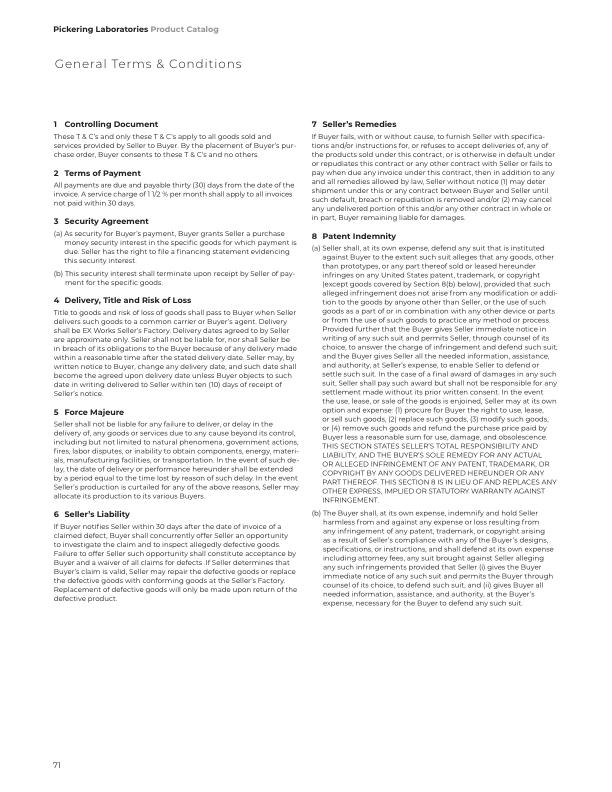 Pickering Laboratories Product Catalog
General Terms & Conditions
1 Controlling Document
These T & C's and only these T & C's apply to all goods sold and
services provided by Seller to Buyer. By the placement of Buyer's pur-
chase order, Buyer consents to these T & C's and no others.
2 Terms of Payment
All payments are due and payable thirty (30) days from the date of the
invoice. A service charge of 1 1/2 % per month shall apply to all invoices
not paid within 30 days.
3 Security Agreement
(a) As security for Buyer's payment, Buyer grants Seller a purchase
money security interest in the specific goods for which payment is
due. Seller has the right to file a financing statement evidencing
this security interest.
(b) This security interest shall terminate upon receipt by Seller of pay-
ment for the specific goods.
4 Delivery, Title and Risk of Loss
Title to goods and risk of loss of goods shall pass to Buyer when Seller
delivers such goods to a common carrier or Buyer's agent. Delivery
shall be EX Works Seller's Factory. Delivery dates agreed to by Seller
are approximate only. Seller shall not be liable for, nor shall Seller be
in breach of its obligations to the Buyer because of any delivery made
within a reasonable time after the stated delivery date. Seller may, by
written notice to Buyer, change any delivery date, and such date shall
become the agreed upon delivery date unless Buyer objects to such
date in writing delivered to Seller within ten (10) days of receipt of
Seller's notice.
5 Force Majeure
Seller shall not be liable for any failure to deliver, or delay in the
delivery of, any goods or services due to any cause beyond its control,
including but not limited to natural phenomena, government actions,
fires, labor disputes, or inability to obtain components, energy, materi-
als, manufacturing facilities, or transportation. In the event of such de-
lay, the date of delivery or performance hereunder shall be extended
by a period equal to the time lost by reason of such delay. In the event
Seller's production is curtailed for any of the above reasons, Seller may
allocate its production to its various Buyers.
6 Seller's Liability
If Buyer notifies Seller within 30 days after the date of invoice of a
claimed defect, Buyer shall concurrently offer Seller an opportunity
to investigate the claim and to inspect allegedly defective goods.
Failure to offer Seller such opportunity shall constitute acceptance by
Buyer and a waiver of all claims for defects .If Seller determines that
Buyer's claim is valid, Seller may repair the defective goods or replace
the defective goods with conforming goods at the Seller's Factory.
Replacement of defective goods will only be made upon return of the
defective product.
7 Seller's Remedies
If Buyer fails, with or without cause, to furnish Seller with specifica-
tions and/or instructions for, or refuses to accept deliveries of, any of
the products sold under this contract, or is otherwise in default under
or repudiates this contract or any other contract with Seller or fails to
pay when due any invoice under this contract, then in addition to any
and all remedies allowed by law, Seller without notice (1) may deter
shipment under this or any contract between Buyer and Seller until
such default, breach or repudiation is removed and/or (2) may cancel
any undelivered portion of this and/or any other contract in whole or
in part, Buyer remaining liable for damages.
8 Patent Indemnity
(a) Seller shall, at its own expense, defend any suit that is instituted
against Buyer to the extent such suit alleges that any goods, other
than prototypes, or any part thereof sold or leased hereunder
infringes on any United States patent, trademark, or copyright
(except goods covered by Section 8(b) below), provided that such
alleged infringement does not arise from any modification or addi-
tion to the goods by anyone other than Seller, or the use of such
goods as a part of or in combination with any other device or parts
or from the use of such goods to practice any method or process.
Provided further that the Buyer gives Seller immediate notice in
writing of any such suit and permits Seller, through counsel of its
choice, to answer the charge of infringement and defend such suit;
and the Buyer gives Seller all the needed information, assistance,
and authority, at Seller's expense, to enable Seller to defend or
settle such suit. In the case of a final award of damages in any such
suit, Seller shall pay such award but shall not be responsible for any
settlement made without its prior written consent. In the event
the use, lease, or sale of the goods is enjoined, Seller may at its own
option and expense: (1) procure for Buyer the right to use, lease,
or sell such goods, (2) replace such goods, (3) modify such goods,
or (4) remove such goods and refund the purchase price paid by
Buyer less a reasonable sum for use, damage, and obsolescence.
THIS SECTION STATES SELLER'S TOTAL RESPONSIBILITY AND
LIABILITY, AND THE BUYER'S SOLE REMEDY FOR ANY ACTUAL
OR ALLEGED INFRINGEMENT OF ANY PATENT, TRADEMARK, OR
COPYRIGHT BY ANY GOODS DELIVERED HEREUNDER OR ANY
PART THEREOF. THIS SECTION 8 IS IN LIEU OF AND REPLACES ANY
OTHER EXPRESS, IMPLIED OR STATUTORY WARRANTY AGAINST
INFRINGEMENT.
(b) The Buyer shall, at its own expense, indemnify and hold Seller
harmless from and against any expense or loss resulting from
any infringement of any patent, trademark, or copyright arising
as a result of Seller's compliance with any of the Buyer's designs,
specifications, or instructions, and shall defend at its own expense
including attorney fees, any suit brought against Seller alleging
any such infringements provided that Seller (i) gives the Buyer
immediate notice of any such suit and permits the Buyer through
counsel of its choice, to defend such suit, and (ii) gives Buyer all
needed information, assistance, and authority, at the Buyer's
expense, necessary for the Buyer to defend any such suit.
71